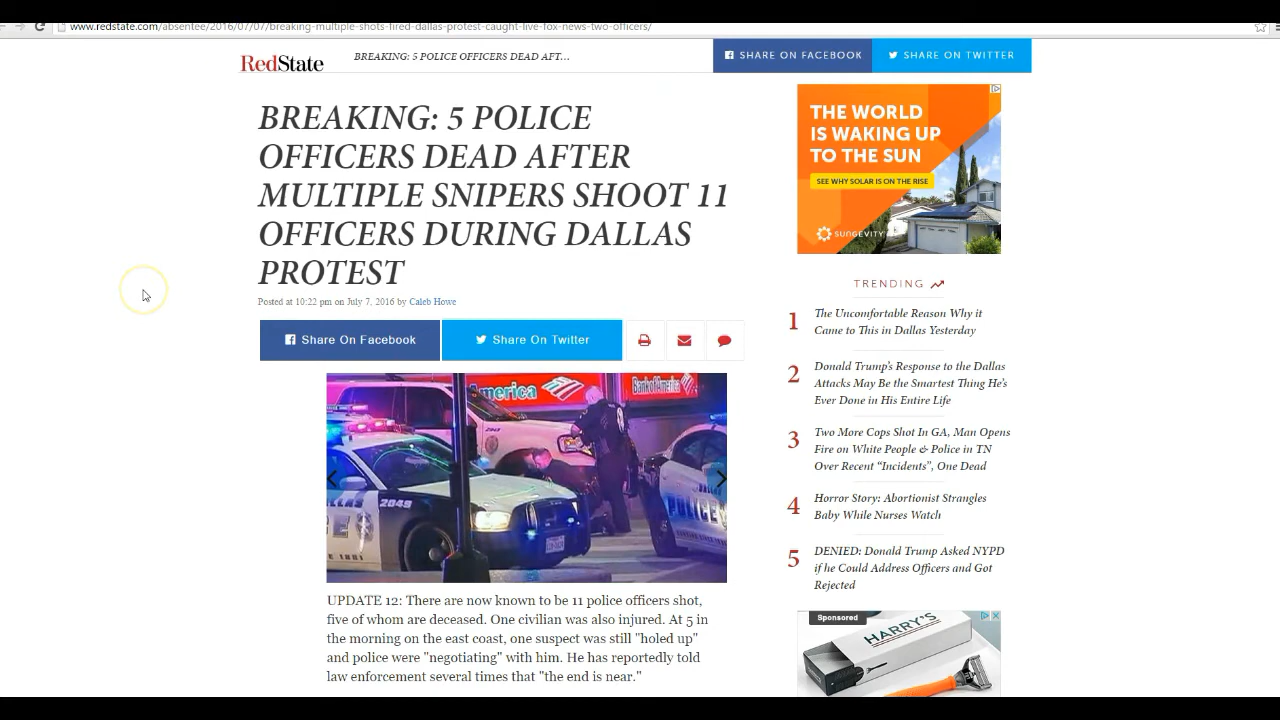 www.redstate.com/absentee/2016/07/07/breaking-multiple-shots-fired-dallas-protest-caught-live-fox-news-two-officers/
RedState
BREAKING: 5 POLICE OFFICERS DEAD AFT...
SHARE ON FACEBOOK
SHARE ON TWITTER
BREAKING: 5 POLICE
OFFICERS DEAD AFTER
MULTIPLE SNIPERS SHOOT 11
OFFICERS DURING DALLAS
PROTEST
Posted at 10:22 pm on July 7, 2016 by Caleb Howe
Share On Facebook
Share On Twitter
America
Bank of America
DALLAS
2049
UPDATE 12: There are now known to be 11 police officers shot,
five of whom are deceased. One civilian was also injured. At 5 in
the morning on the east coast, one suspect was still "holed up"
and police were "negotiating" with him. He has reportedly told
law enforcement several times that "the end is near."
THE WORLD
IS WAKING UP
TO THE SUN
SEE WHY SOLAR IS ON THE RISE
SUNGEVITY
TRENDING
1
The Uncomfortable Reason Why it
Came to This in Dallas Yesterday
2
Donald Trump's Response to the Dallas
Attacks May Be the Smartest Thing He's
Ever Done in His Entire Life
3
Two More Cops Shot In GA, Man Opens
Fire on White People & Police in TN
Over Recent "Incidents", One Dead
4
Horror Story: Abortionist Strangles
Baby While Nurses Watch
5
DENIED: Donald Trump Asked NYPD
if he Could Address Officers and Got
Rejected
Sponsored
HARRY'S